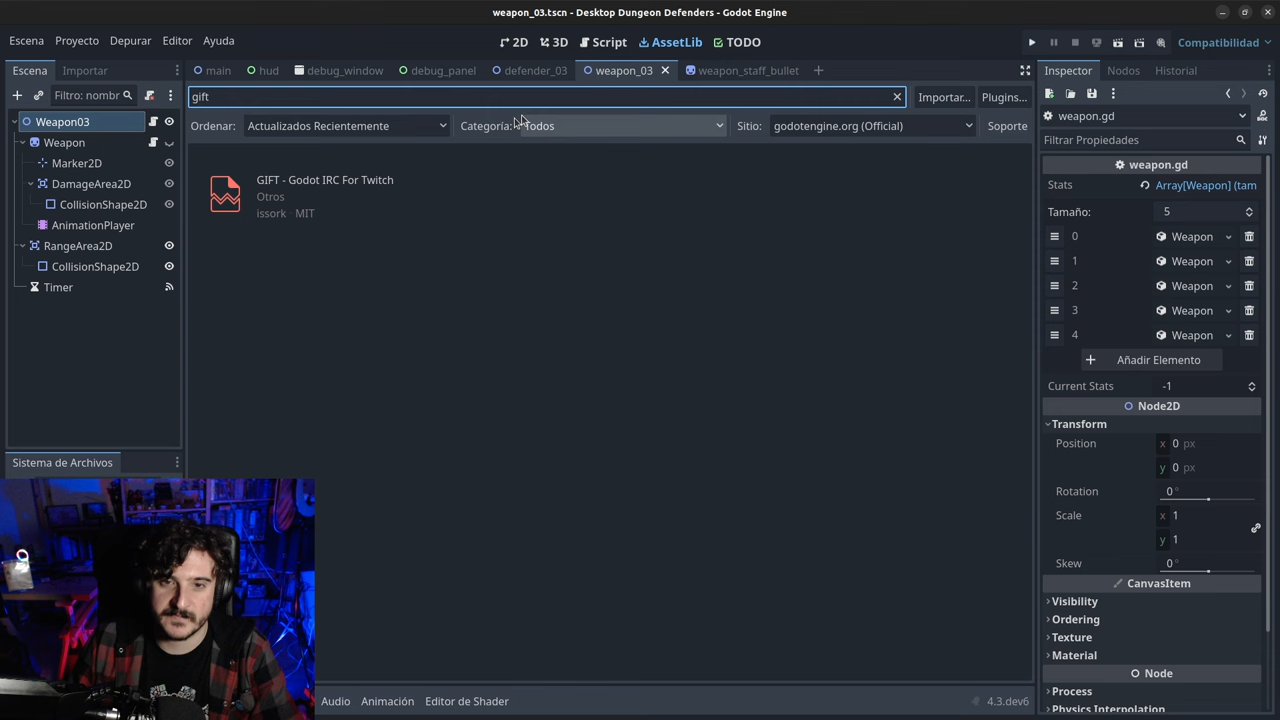 weapon_03.tscn - Desktop Dungeon Defenders - Godot Engine
Escena Proyecto Depurar Editor Ayuda
2D 3D Script AssetLib TODO
Compatibilidad
Escena Importar
main hud debug_window debug_panel defender_03 weapon_03 weapon_staff_bullet
Inspector Nodos Historial
Filtro: nombr
gift
Importar... Plugins...
Ordenar: Actualizados Recientemente Categoría: Todos Sitio: godotengine.org (Official) Soporte
Weapon03
Weapon
Marker2D
DamageArea2D
CollisionShape2D
AnimationPlayer
RangeArea2D
CollisionShape2D
Timer
Sistema de Archivos
GIFT - Godot IRC For Twitch
Otros
issork MIT
weapon.gd
Filtrar Propiedades
weapon.gd
Stats Array[Weapon] (tam
Tamaño: 5
0 Weapon
1 Weapon
2 Weapon
3 Weapon
4 Weapon
Añadir Elemento
Current Stats -1
Node2D
Transform
Position x 0 px
y 0 px
Rotation 0 °
Scale x 1
y 1
Skew 0 °
CanvasItem
Visibility
Ordering
Texture
Material
Node
Process
Physics Interpolation
Audio Animación Editor de Shader
4.3.dev6